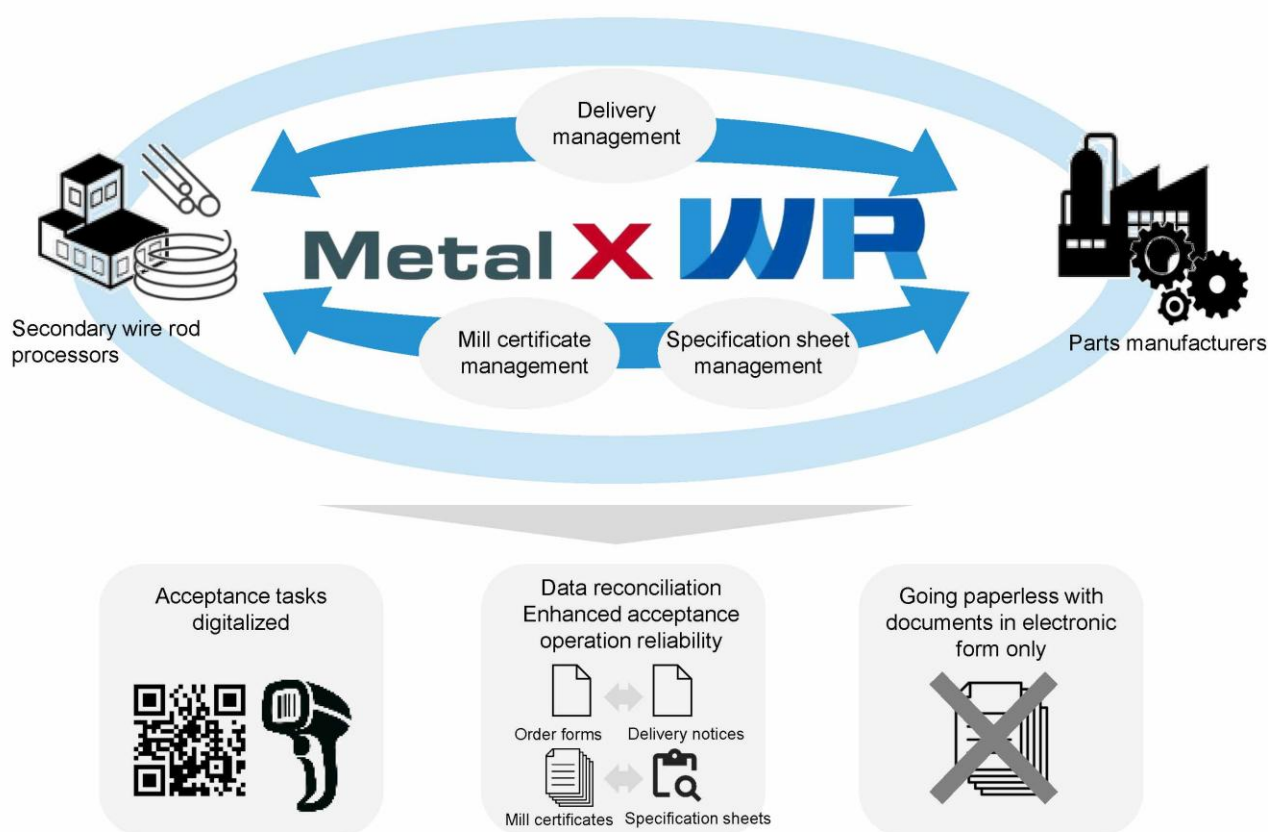 Delivery
management
Metal X WR
Secondary wire rod
processors
Mill certificate
management
Specification sheet
management
Parts manufacturers
Acceptance tasks
digitalized
Data reconciliation
Enhanced acceptance
operation reliability
Order forms
Delivery notices
Mill certificates
Specification sheets
Going paperless with
documents in electronic
form only